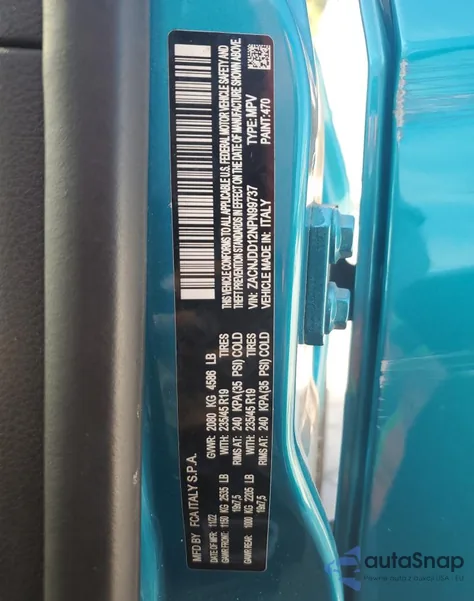 MFD BY FCA ITALY S.P.A.
DATE OF MFR: 11/22 GVWR: 2080 KG 4586 LB
GAWR FRONT: 1150 KG 2535 LB WITH: 235/45 R19 TIRES
19x7,5 RIMS AT: 240 KPA(35 PSI) COLD
GAWR REAR: 1000 KG 2205 LB WITH: 235/45 R19 TIRES
19x7,5 RIMS AT: 240 KPA(35 PSI) COLD
THIS VEHICLE CONFORMS TO ALL APPLICABLE U.S. FEDERAL MOTOR VEHICLE SAFETY AND
THEFT PREVENTION STANDARDS IN EFFECT ON THE DATE OF MANUFACTURE SHOWN ABOVE.
VIN: ZACNJDD12NPN99737 TYPE: MPV
VEHICLE MADE IN: ITALY PAINT: 470
autoSnap